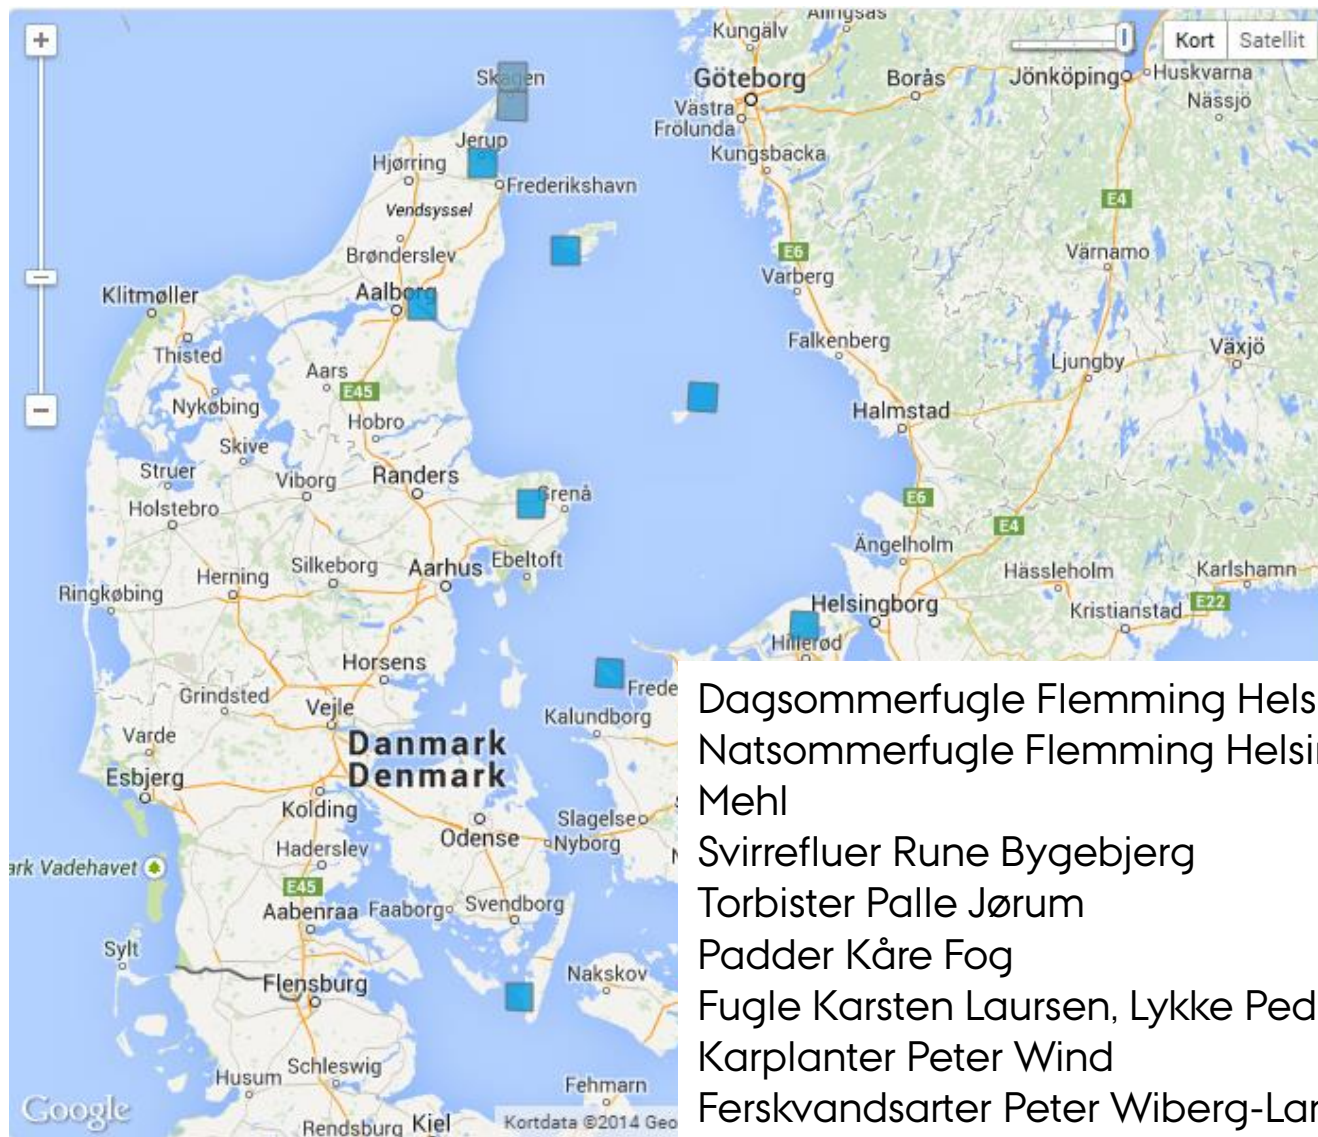 Alingsås
Kungälv
Kort Satellit
Skagen
Göteborg
Borås
Jönköping
Huskvarna
Nässjö
Västra
Frölunda
Jerup
Hjørring
Kungsbacka
Frederikshavn
E4
Vendsyssel
Brønderslev
E6
Värnamo
Varberg
Klitmøller
Aalborg
Falkenberg
Växjö
Thisted
Ljungby
Aars
E45
Nykøbing
Halmstad
Hobro
Skive
Struer
Viborg
Randers
Grenå
E6
Holstebro
E4
Ängelholm
Silkeborg
Aarhus
Ebeltoft
Herning
Hässleholm
Karlshamn
Ringkøbing
Helsingborg
Kristianstad
E22
Hillerød
Horsens
Grindsted
Frede
Vejle
Kalundborg
Varde
Danmark
Denmark
Esbjerg
Kolding
Slagelse
Odense
Nyborg
Haderslev
ark Vadehavet
E45
Aabenraa
Faaborg
Svendborg
Sylt
Flensburg
Nakskov
Schleswig
Husum
Fehmarn
Google
Rendsburg
Kiel
Kortdata ©2014 Geo
Dagsommerfugle Flemming Hels
Natsommerfugle Flemming Helsi
Mehl
Svirrefluer Rune Bygebjerg
Torbister Palle Jørum
Padder Kåre Fog
Fugle Karsten Laursen, Lykke Ped
Karplanter Peter Wind
Ferskvandsarter Peter Wiberg-Lar